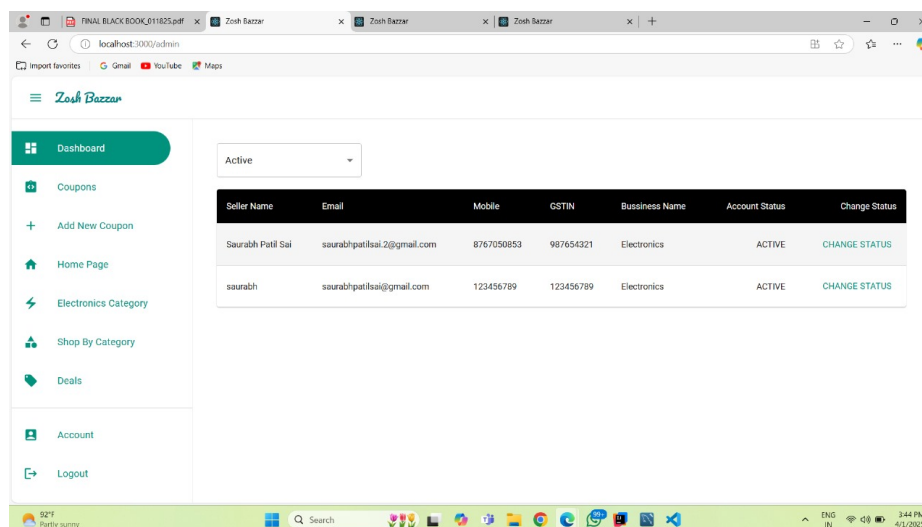 FINAL BLACK BOOK_011825.pdf
Zosh Bazzar
Zosh Bazzar
Zosh Bazzar
localhost:3000/admin
Import favorites
Gmail
YouTube
Maps
Zosh Bazzar
Dashboard
Coupons
Add New Coupon
Home Page
Electronics Category
Shop By Category
Deals
Account
Logout
Active
Seller Name Email Mobile GSTIN Bussiness Name Account Status Change Status
Saurabh Patil Sai saurabhpatilsai.2@gmail.com 8767050853 987654321 Electronics ACTIVE CHANGE STATUS
saurabh saurabhpatilsai@gmail.com 123456789 123456789 Electronics ACTIVE CHANGE STATUS
92°F
Partly sunny
Search
99+
ENG
IN
3:44 PM